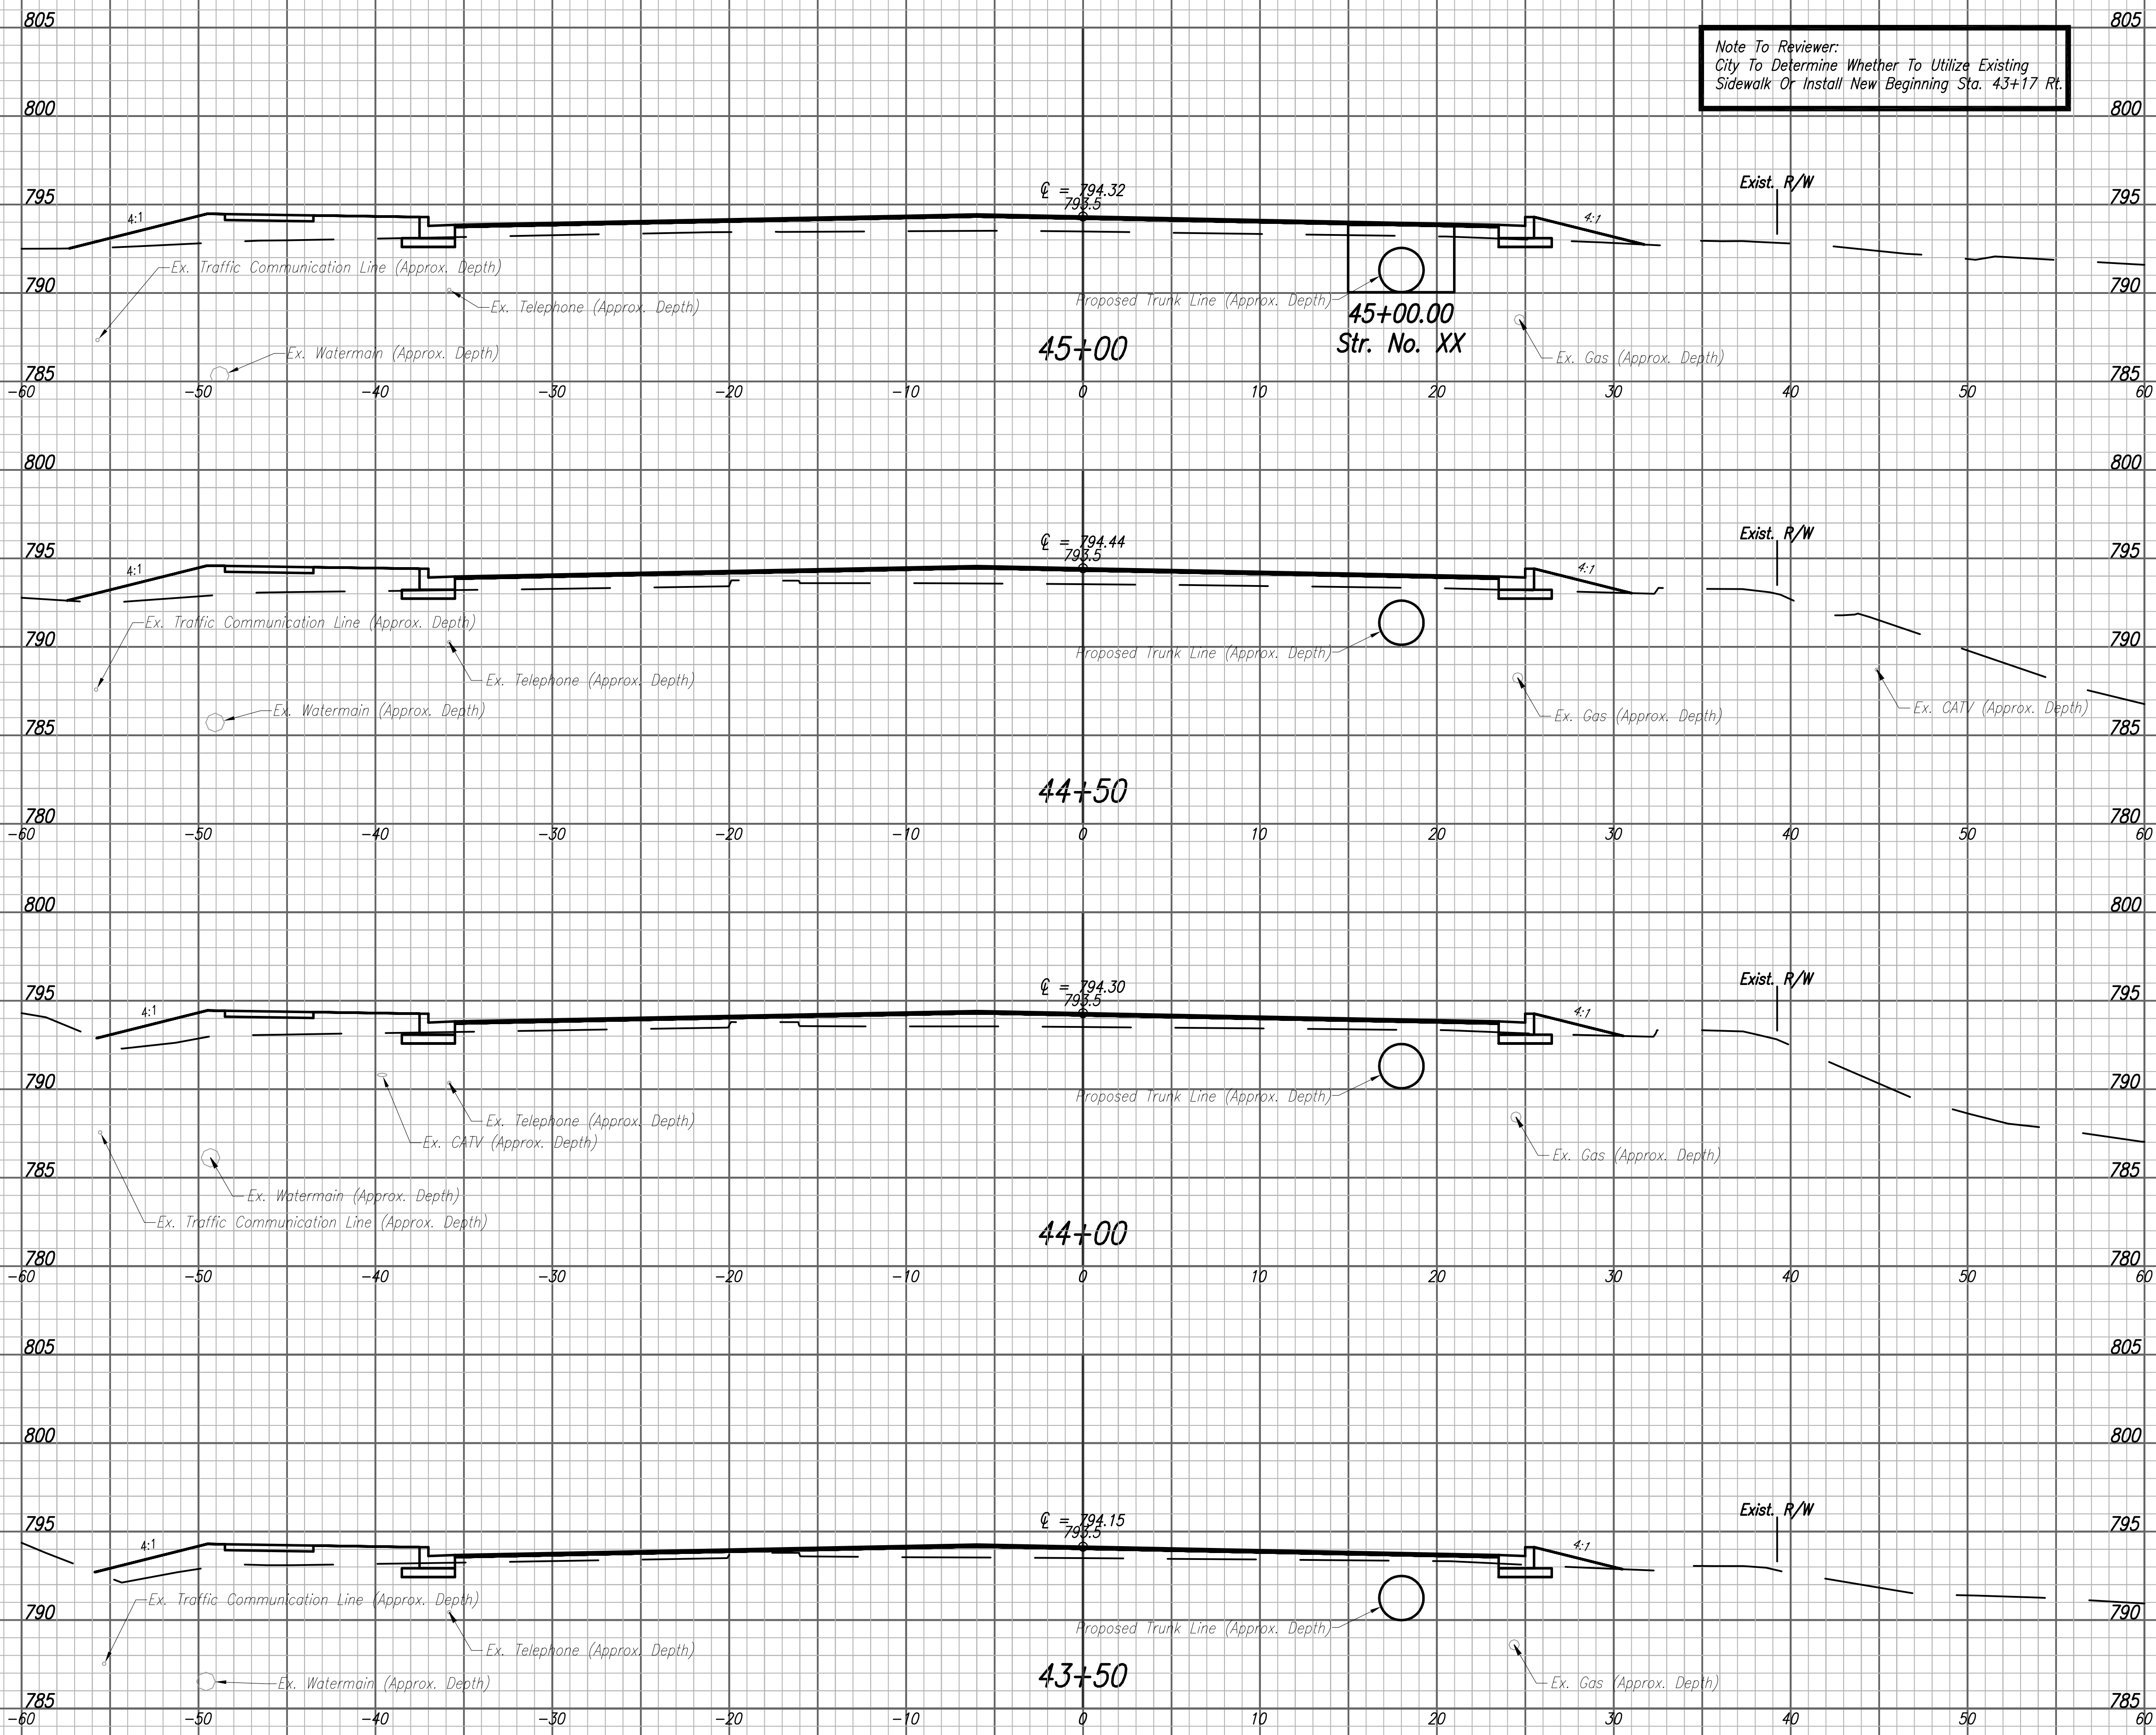 805 805
Note To Reviewer:
City To Determine Whether To Utilize Existing
Sidewalk Or Install New Beginning Sta. 43+17 Rt.
800 800
Exist. R/W
℄ = 794.32
793.5
795 795
4:1 4:1
Ex. Traffic Communication Line (Approx. Depth)
790 790
Ex. Telephone (Approx. Depth)
Proposed Trunk Line (Approx. Depth)
45+00.00
Str. No. XX
45+00
Ex. Watermain (Approx. Depth)
Ex. Gas (Approx. Depth)
785 785
-60 -50 -40 -30 -20 -10 0 10 20 30 40 50 60
800 800
Exist. R/W
℄ = 794.44
793.5
795 795
4:1 4:1
Ex. Traffic Communication Line (Approx. Depth)
790 790
Proposed Trunk Line (Approx. Depth)
Ex. Telephone (Approx. Depth)
Ex. Watermain (Approx. Depth)
Ex. Gas (Approx. Depth)
Ex. CATV (Approx. Depth)
785 785
44+50
780 780
-60 -50 -40 -30 -20 -10 0 10 20 30 40 50 60
800 800
Exist. R/W
℄ = 794.30
793.5
795 795
4:1 4:1
790 790
Proposed Trunk Line (Approx. Depth)
Ex. Telephone (Approx. Depth)
Ex. CATV (Approx. Depth)
Ex. Gas (Approx. Depth)
785 785
Ex. Watermain (Approx. Depth)
Ex. Traffic Communication Line (Approx. Depth)
44+00
780 780
-60 -50 -40 -30 -20 -10 0 10 20 30 40 50 60
805 805
800 800
Exist. R/W
℄ = 794.15
793.5
795 795
4:1 4:1
Ex. Traffic Communication Line (Approx. Depth)
790 790
Proposed Trunk Line (Approx. Depth)
Ex. Telephone (Approx. Depth)
43+50
Ex. Watermain (Approx. Depth)
Ex. Gas (Approx. Depth)
785 785
-60 -50 -40 -30 -20 -10 0 10 20 30 40 50 60